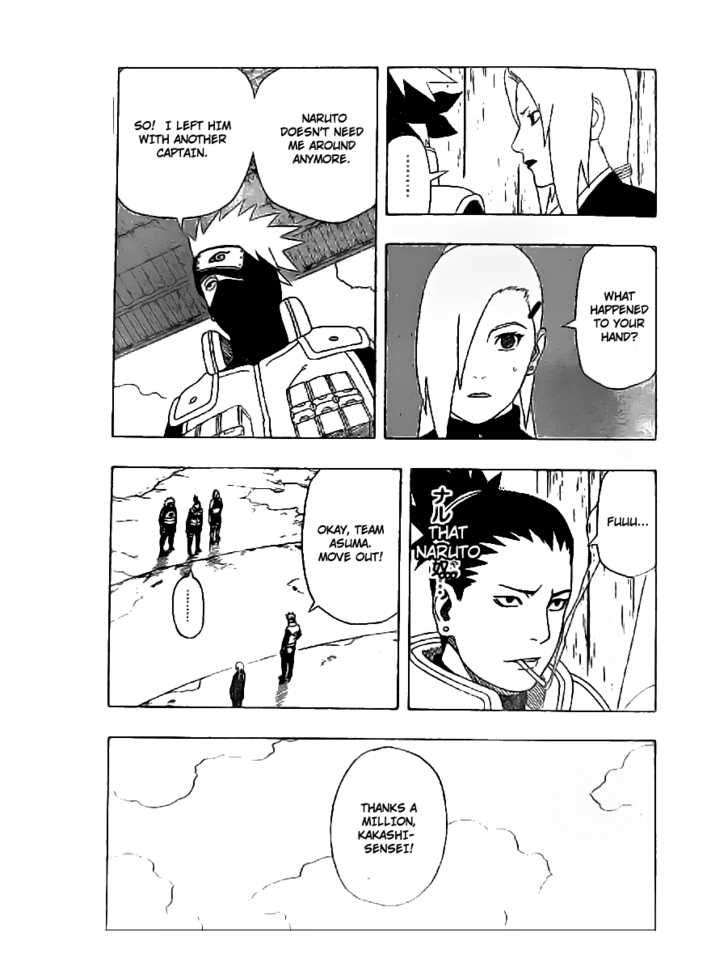 .........
NARUTO
DOESN'T NEED
ME AROUND
ANYMORE.
SO! I LEFT HIM
WITH ANOTHER
CAPTAIN.
WHAT
HAPPENED
TO YOUR
HAND?
FUUU...
ナル
THAT
NARUTO
奴…
OKAY, TEAM
ASUMA.
MOVE OUT!
.........
THANKS A
MILLION,
KAKASHI-
SENSEI!